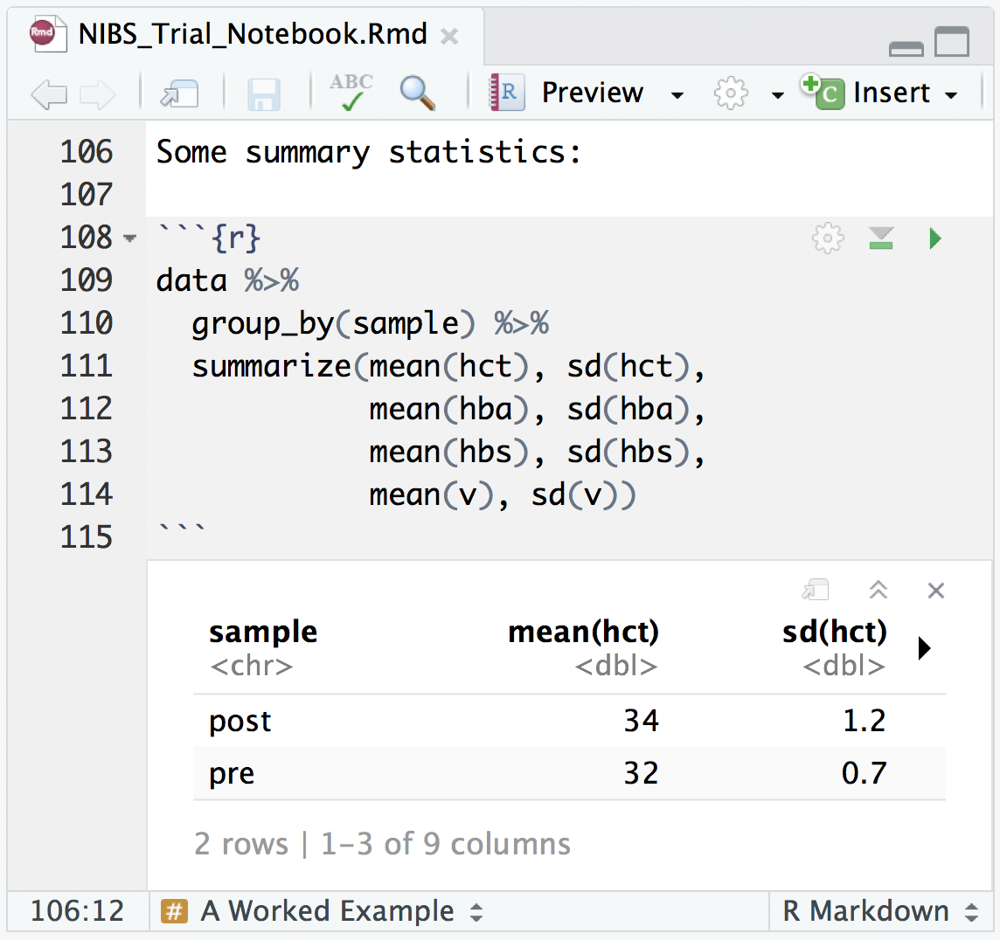 Rmd NIBS_Trial_Notebook.Rmd
ABC R Preview C Insert
106 Some summary statistics:
107
108 ```{r}
109 data %>%
110   group_by(sample) %>%
111   summarize(mean(hct), sd(hct),
112             mean(hba), sd(hba),
113             mean(hbs), sd(hbs),
114             mean(v), sd(v))
115 ```
sample mean(hct) sd(hct)
<chr> <dbl> <dbl>
post 34 1.2
pre 32 0.7
2 rows | 1–3 of 9 columns
106:12 # A Worked Example R Markdown